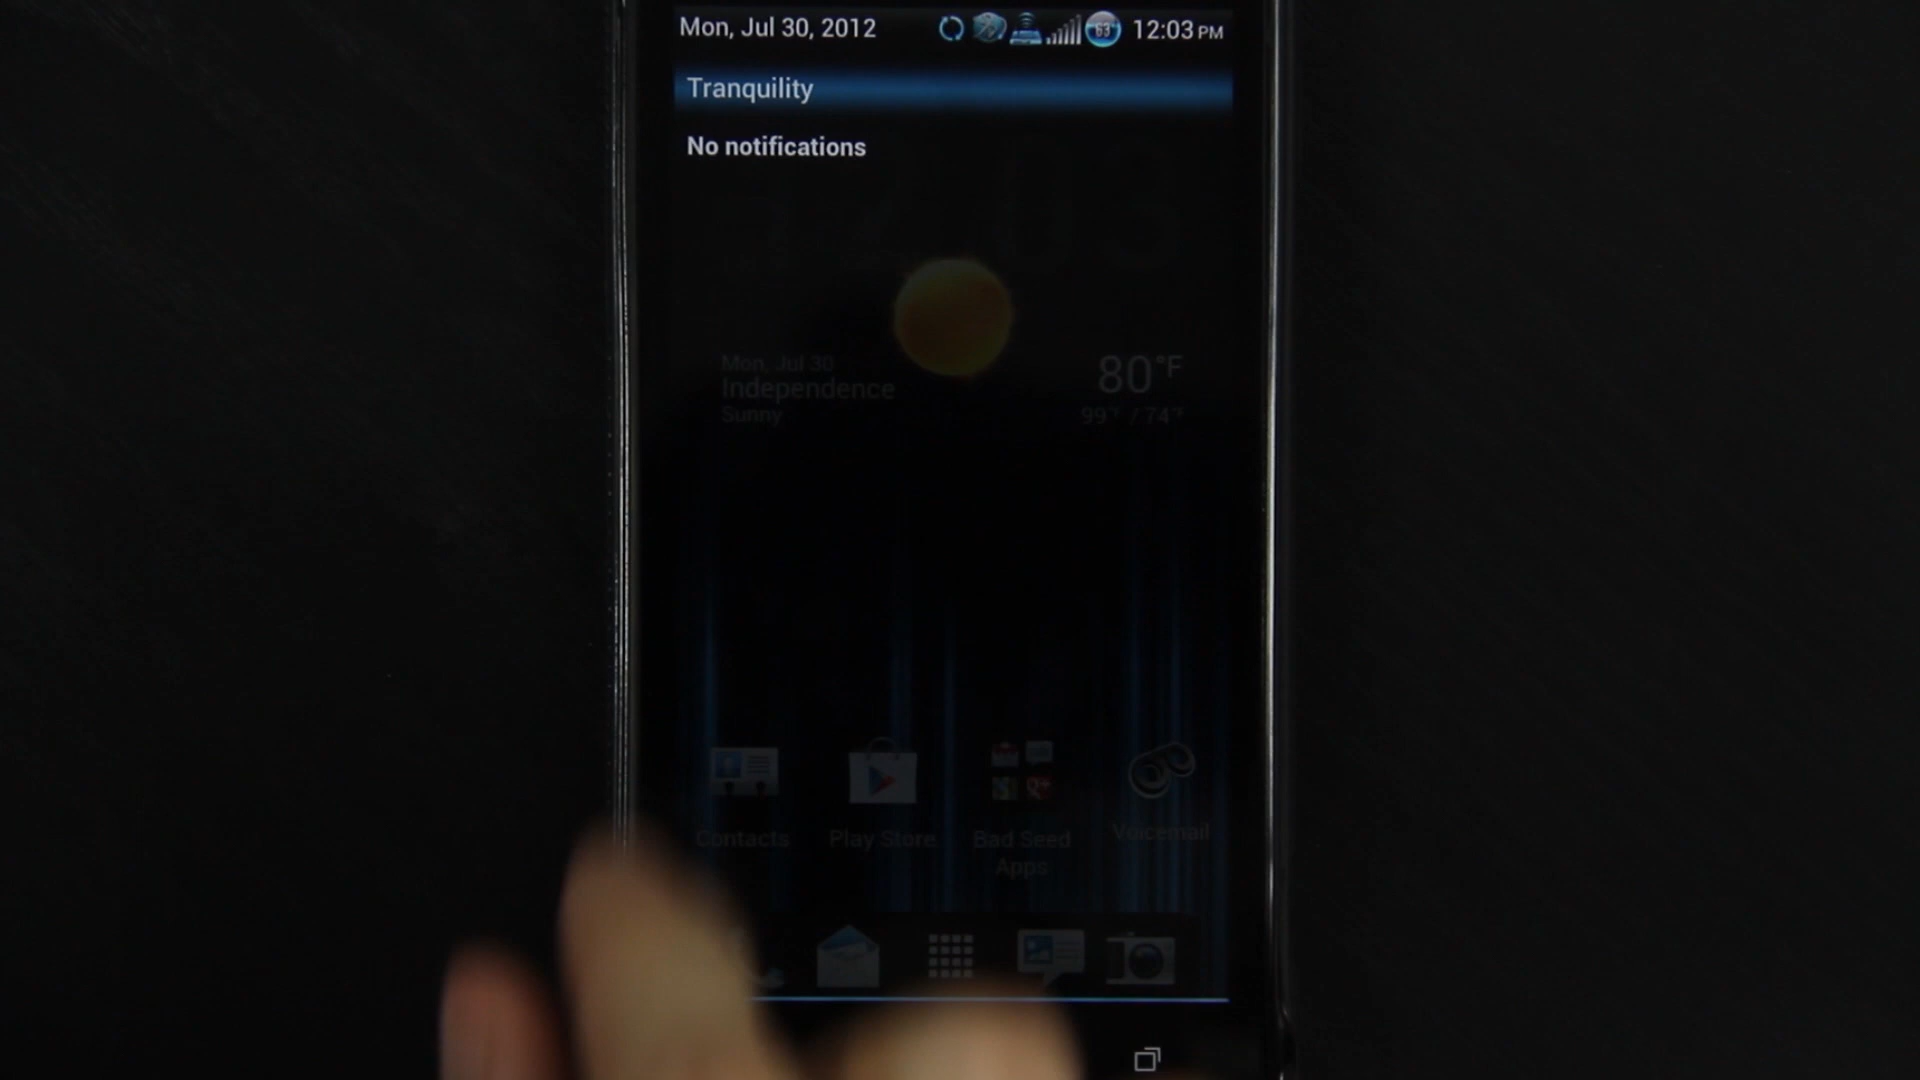 Mon, Jul 30, 2012 63 12:03 PM
Tranquility
No notifications
Mon, Jul 30
Independence
Sunny
80°F
99° / 74°
Contacts
Play Store
Bad Seed Apps
Voicemail